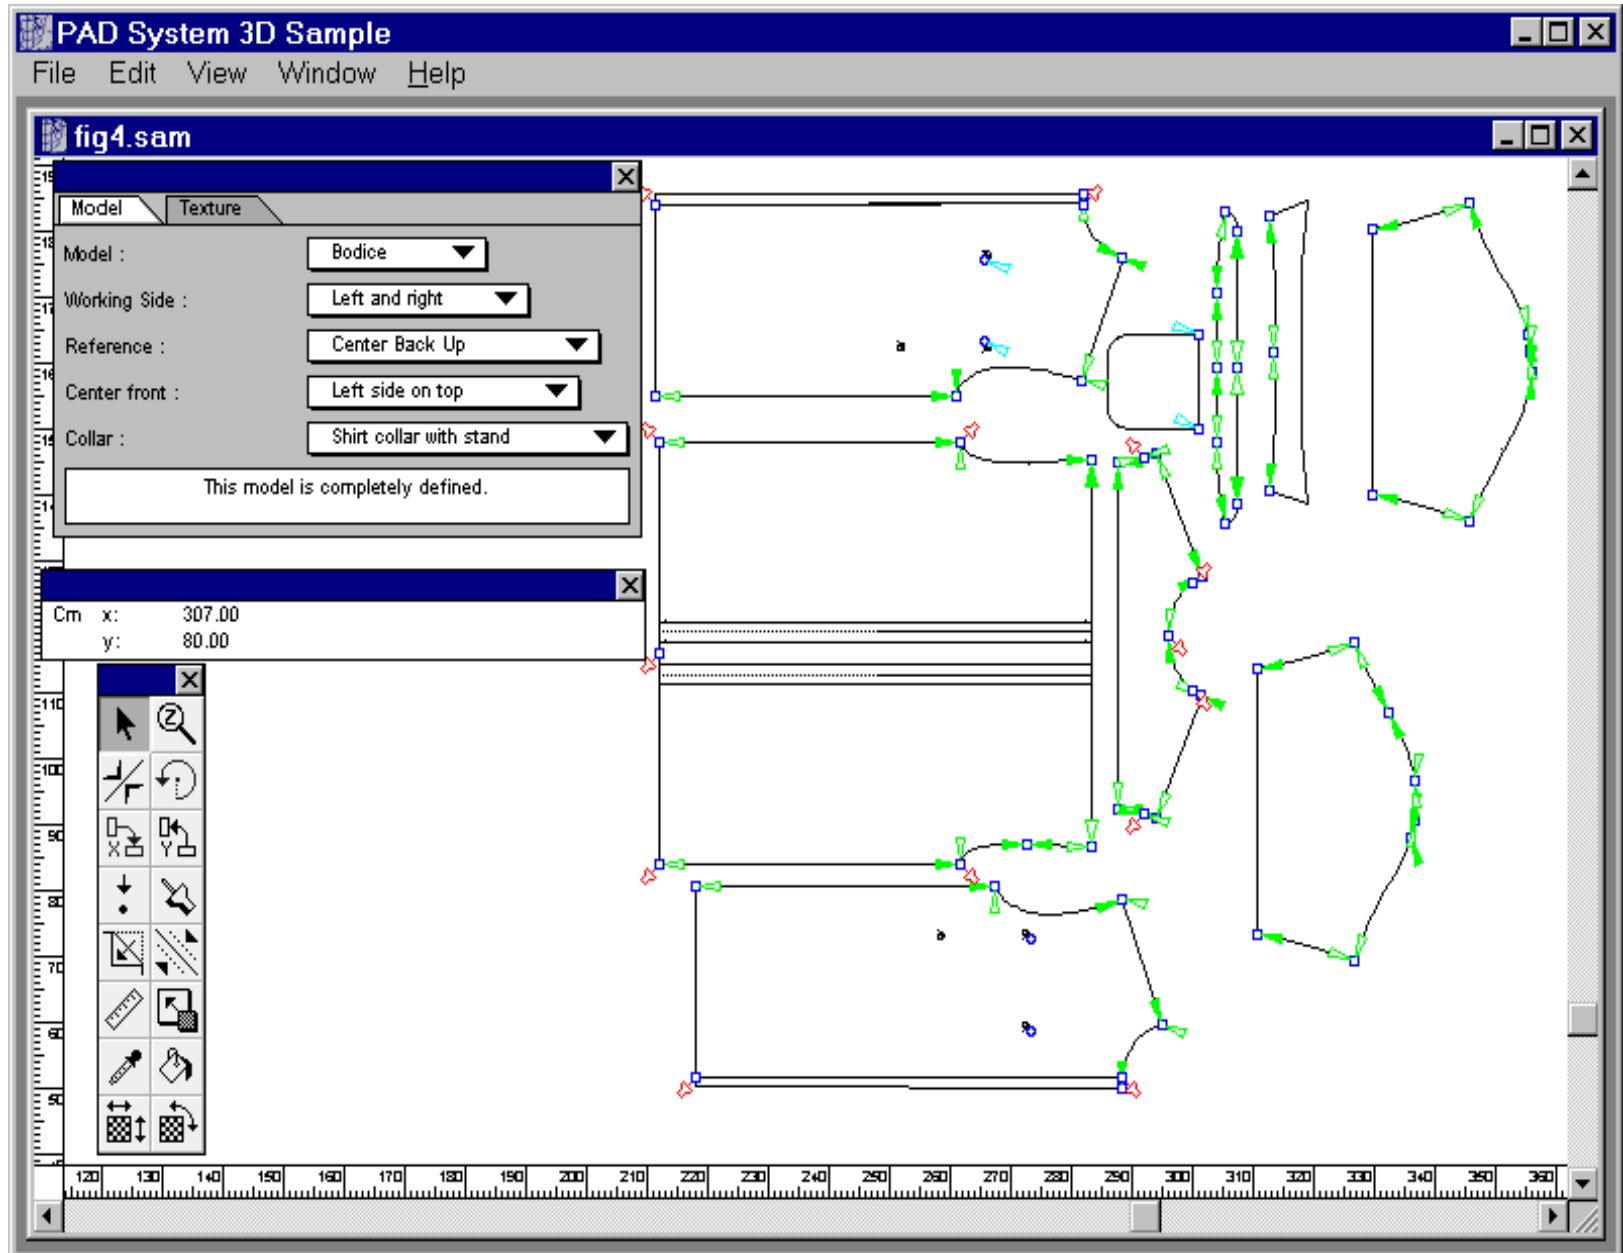 PAD System 3D Sample
File Edit View Window Help
fig4.sam
Model Texture
Model : Bodice
Working Side : Left and right
Reference : Center Back Up
Center front : Left side on top
Collar : Shirt collar with stand
This model is completely defined.
Cm x: 307.00
y: 80.00
Z
X Y
110
100
90
80
70
60
50
120 130 140 150 160 170 180 190 200 210 220 230 240 250 260 270 280 290 300 310 320 330 340 350 360